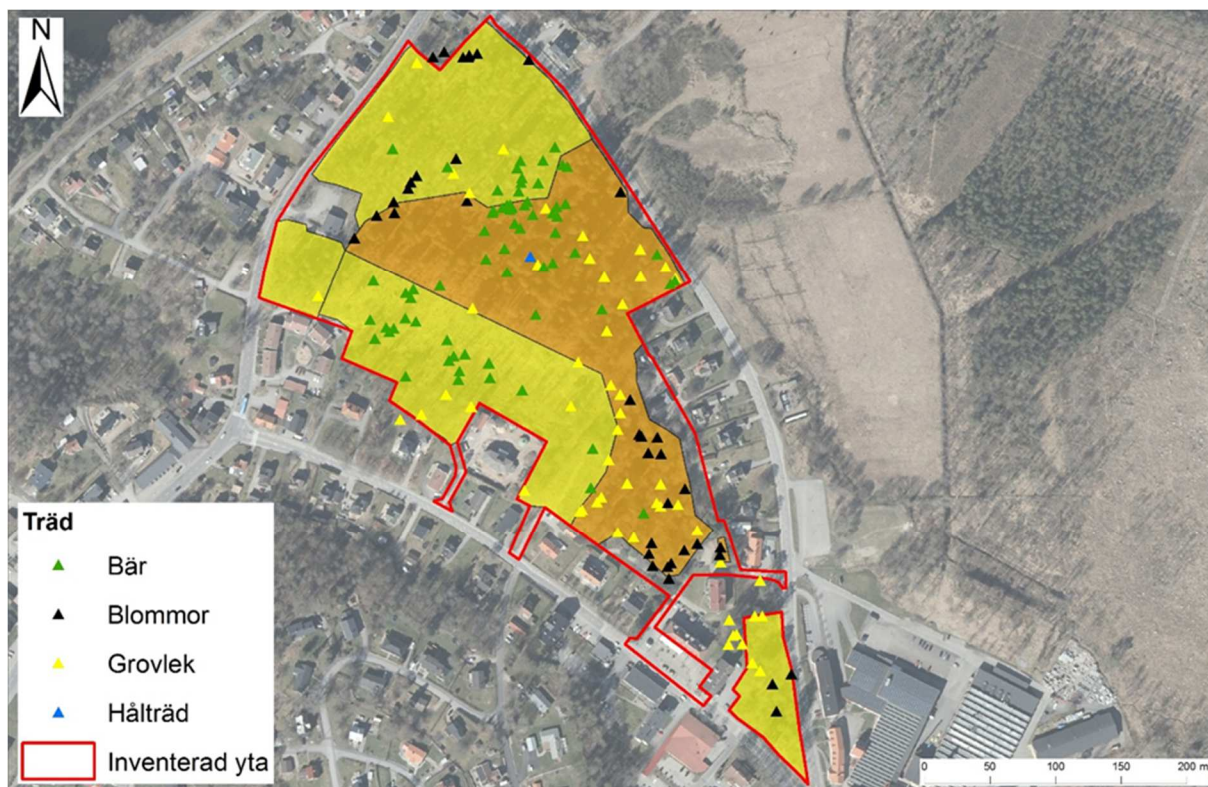 N
Träd
Bär
Blommor
Grovlek
Hålträd
Inventerad yta
0 50 100 150 200 m